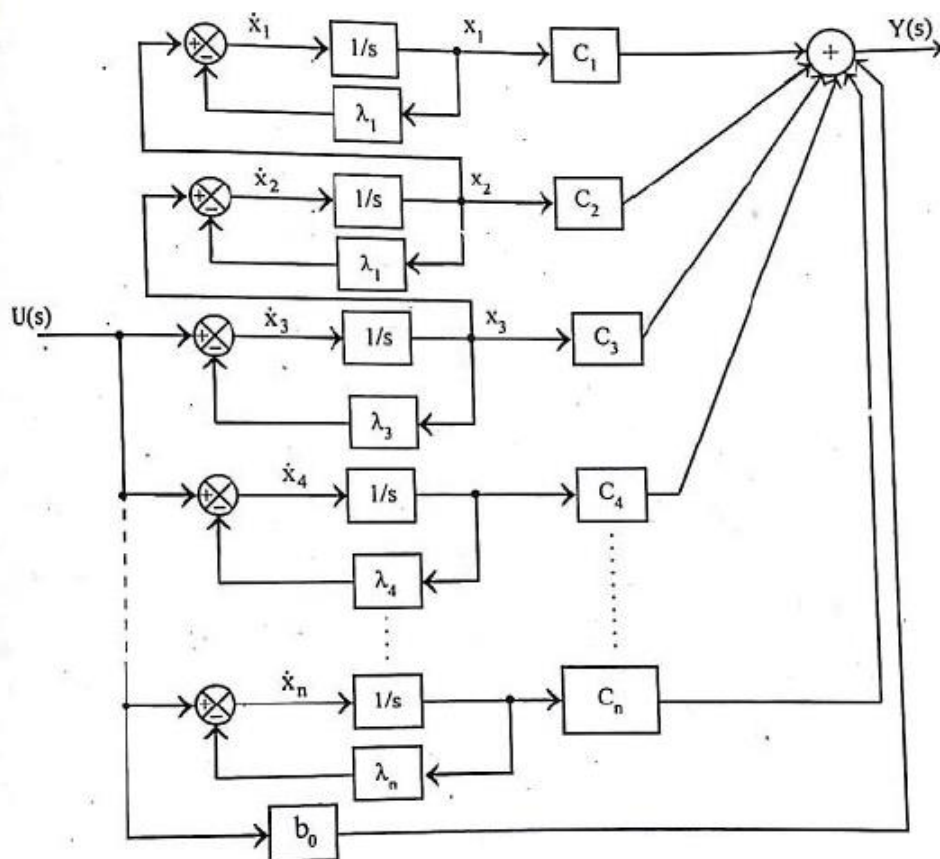 ẋ₁ 1/s x₁ C₁ + Y(s)
+ −
λ₁
ẋ₂ 1/s x₂ C₂
+ −
λ₁
U(s) ẋ₃ 1/s x₃ C₃
+ −
λ₃
ẋ₄ 1/s C₄
+ −
λ₄
ẋₙ 1/s Cₙ
+ −
λₙ
b₀